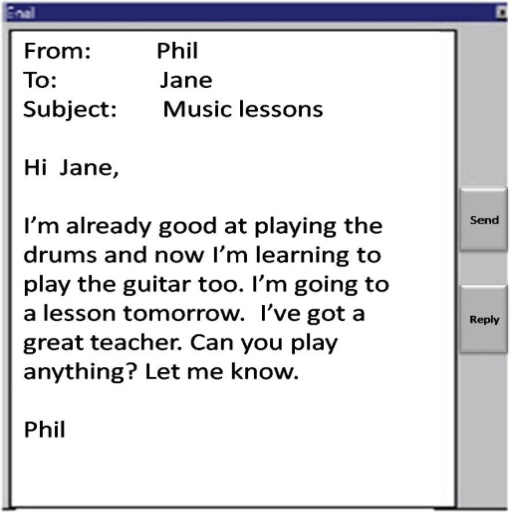 Email
From: Phil
To: Jane
Subject: Music lessons
Hi Jane,
I'm already good at playing the
drums and now I'm learning to
play the guitar too. I'm going to
a lesson tomorrow. I've got a
great teacher. Can you play
anything? Let me know.
Phil
Send
Reply